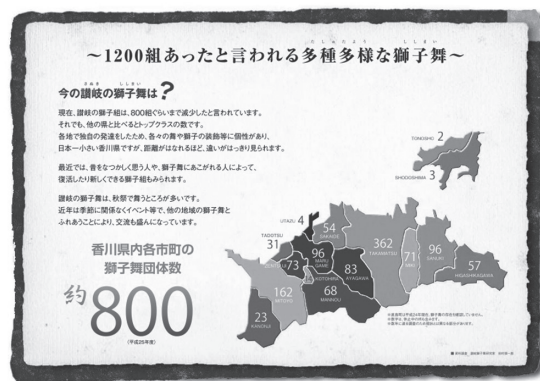 ～1200組あったと言われる多種多様な獅子舞～
今の讃岐の獅子舞は？
現在、讃岐の獅子組は、800組ぐらいまで減少したと言われています。
それでも、他の県と比べるとトップクラスの数です。
各地で独自の発達をしたため、各々の舞や獅子の装飾等に個性があり、
日本一小さい香川県ですが、距離がはなれるほど、違いがはっきり見られます。
最近では、昔をなつかしく思う人や、獅子舞にあこがれる人によって、
復活したり新しくできる獅子組もみられます。
讃岐の獅子舞は、秋祭で舞うところが多いです。
近年は季節に関係なくイベント等で、他の地域の獅子舞と
ふれあうことにより、交流も盛んになっています。
香川県内各市町の
獅子舞団体数
約800
(平成25年度)
TONOSHO 2
SHODOSHIMA 3
UTAZU 4
TADOTSU 31
54 SAKAIDE
96 MARUGAME
73
83 AYAGAWA
362 TAKAMATSU
71 MIKI
96 SANUKI
57 HIGASHIKAGAWA
KOTOHIRA
68 MANNOU
162 MITOYO
23 KANONJI